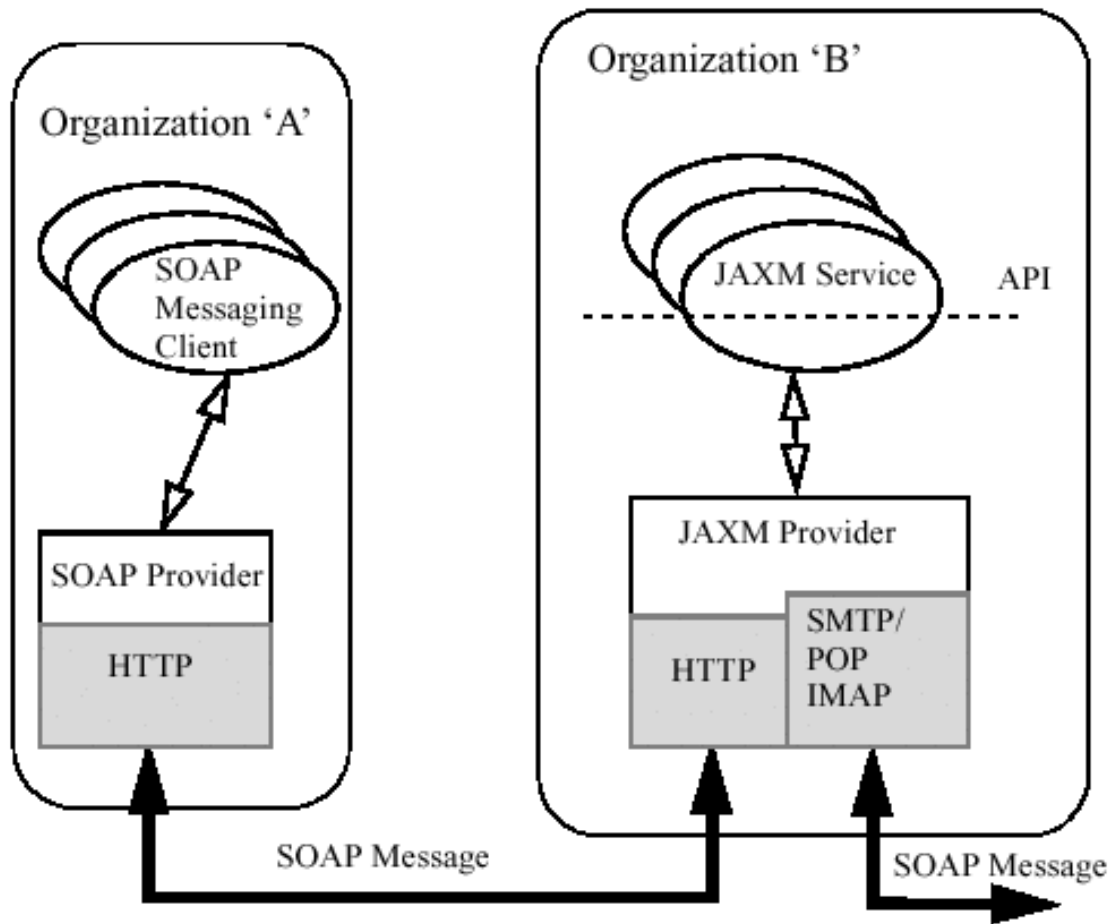 Organization ‘A’
SOAP
Messaging
Client
SOAP Provider
HTTP
Organization ‘B’
JAXM Service
API
JAXM Provider
HTTP
SMTP/
POP
IMAP
SOAP Message
SOAP Message